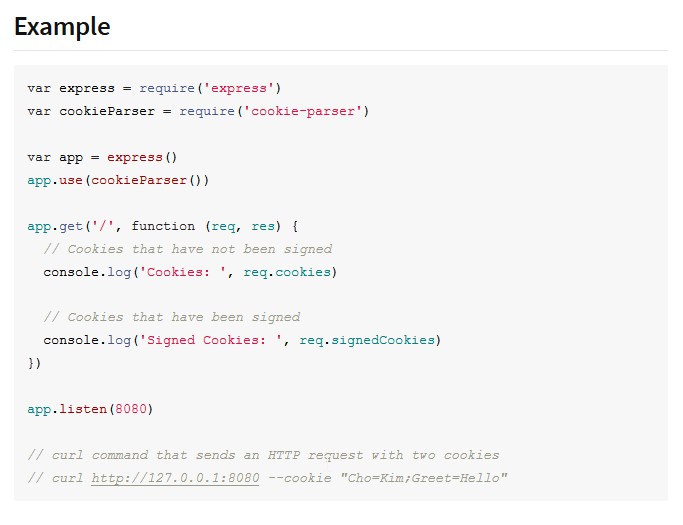 Example
var express = require('express')
var cookieParser = require('cookie-parser')
var app = express()
app.use(cookieParser())
app.get('/', function (req, res) {
  // Cookies that have not been signed
  console.log('Cookies: ', req.cookies)
  // Cookies that have been signed
  console.log('Signed Cookies: ', req.signedCookies)
})
app.listen(8080)
// curl command that sends an HTTP request with two cookies
// curl http://127.0.0.1:8080 --cookie "Cho=Kim;Greet=Hello"